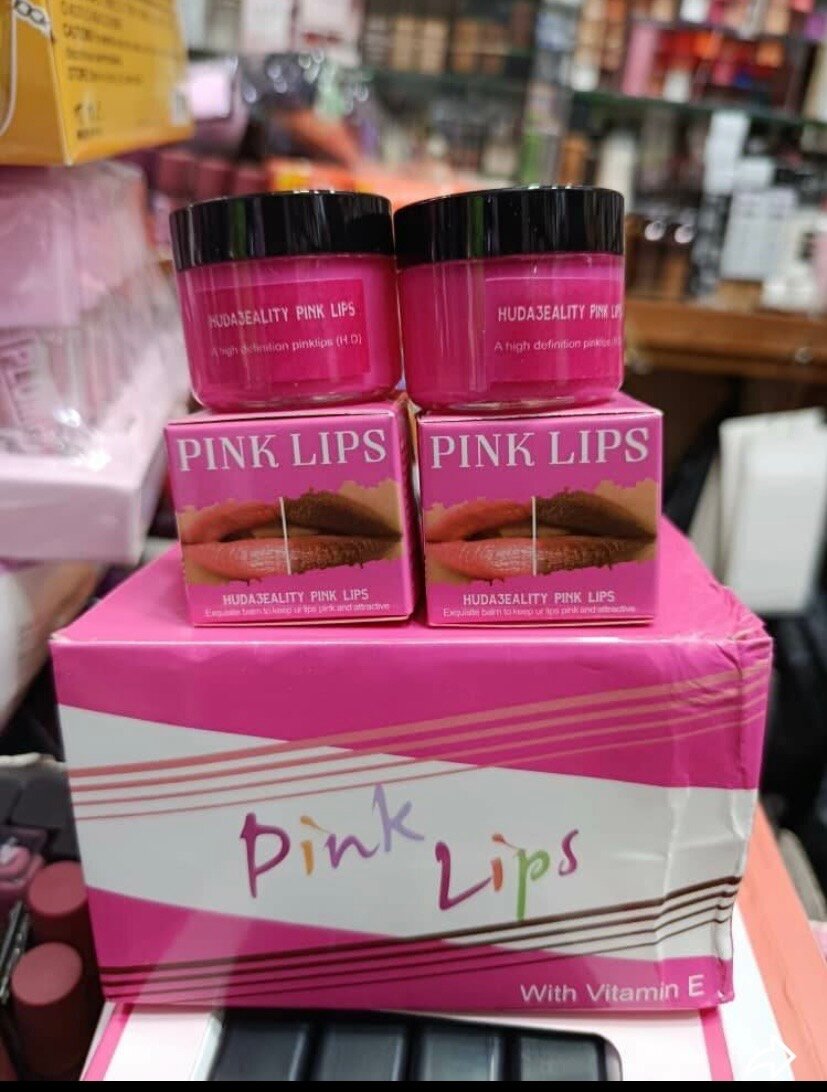 HUDA3EALITY PINK LIPS
A high definition pinklips (H.D)
HUDA3EALITY PINK
A high definition
PINK LIPS
HUDA3EALITY PINK LIPS
Exquisite balm to keep ur lips pink and attractive
PINK LIPS
HUDA3EALITY PINK LIPS
Exquisite balm to keep ur lips pink and attractive
Pink
Lips
With Vitamin E